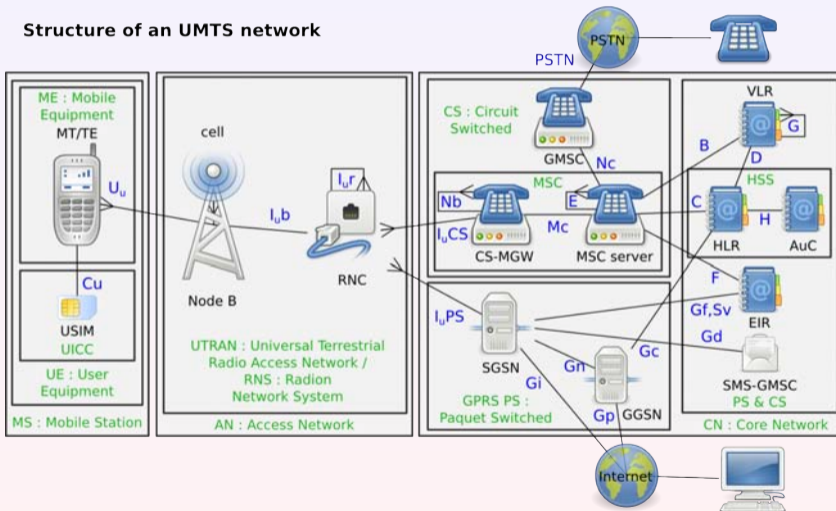 Structure of an UMTS network
PSTN
PSTN
ME : Mobile
Equipment
MT/TE
Uu
Cu
USIM
UICC
UE : User
Equipment
MS : Mobile Station
cell
Iub
Node B
Iur
RNC
UTRAN : Universal Terrestrial
Radio Access Network /
RNS : Radion
Network System
AN : Access Network
CS : Circuit
Switched
GMSC
Nc
MSC
Nb
E
IuCS
Mc
CS-MGW
MSC server
VLR
G
B
D
HSS
C
H
HLR
AuC
F
Gf,Sv
EIR
Gd
SMS-GMSC
PS & CS
CN : Core Network
IuPS
SGSN
Gn
Gc
Gi
GPRS PS :
Paquet Switched
Gp
GGSN
Internet